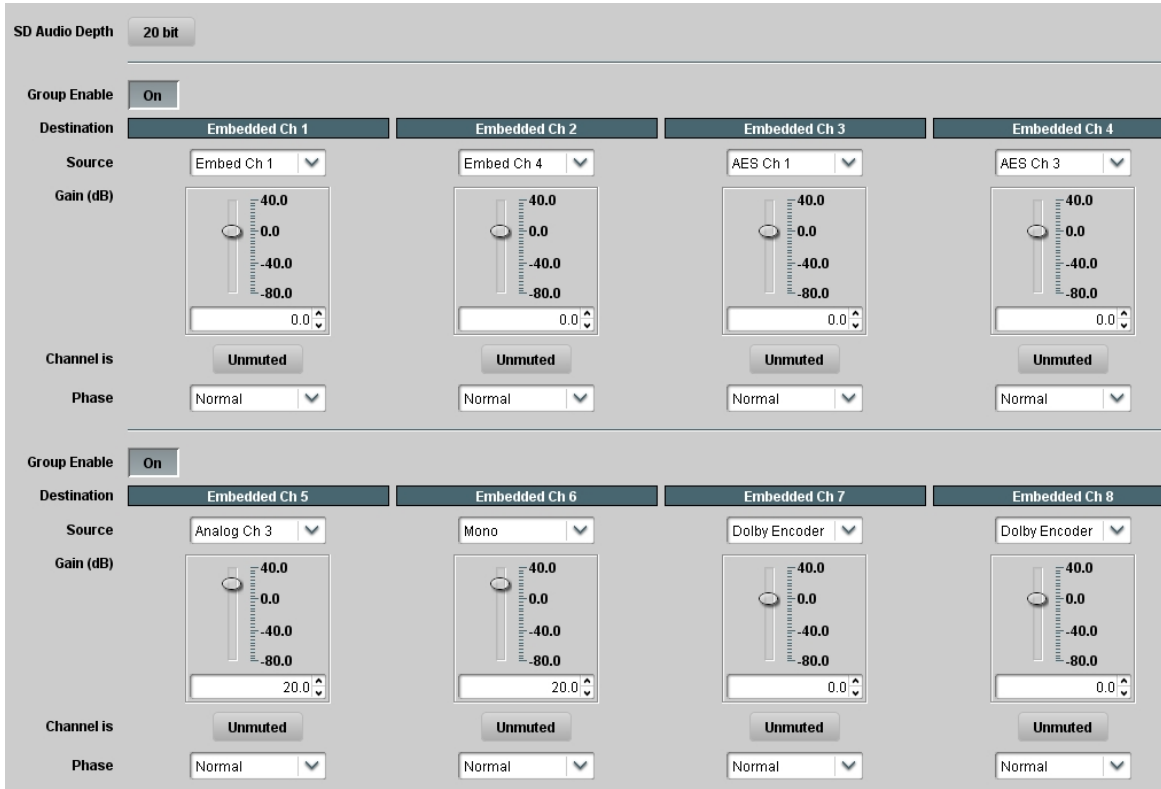 SD Audio Depth 20 bit
Group Enable On
Destination Embedded Ch 1 Embedded Ch 2 Embedded Ch 3 Embedded Ch 4
Source Embed Ch 1 Embed Ch 4 AES Ch 1 AES Ch 3
Gain (dB) 40.0 40.0 40.0 40.0
0.0 0.0 0.0 0.0
-40.0 -40.0 -40.0 -40.0
-80.0 -80.0 -80.0 -80.0
0.0 0.0 0.0 0.0
Channel is Unmuted Unmuted Unmuted Unmuted
Phase Normal Normal Normal Normal
Group Enable On
Destination Embedded Ch 5 Embedded Ch 6 Embedded Ch 7 Embedded Ch 8
Source Analog Ch 3 Mono Dolby Encoder Dolby Encoder
Gain (dB) 40.0 40.0 40.0 40.0
0.0 0.0 0.0 0.0
-40.0 -40.0 -40.0 -40.0
-80.0 -80.0 -80.0 -80.0
20.0 20.0 0.0 0.0
Channel is Unmuted Unmuted Unmuted Unmuted
Phase Normal Normal Normal Normal